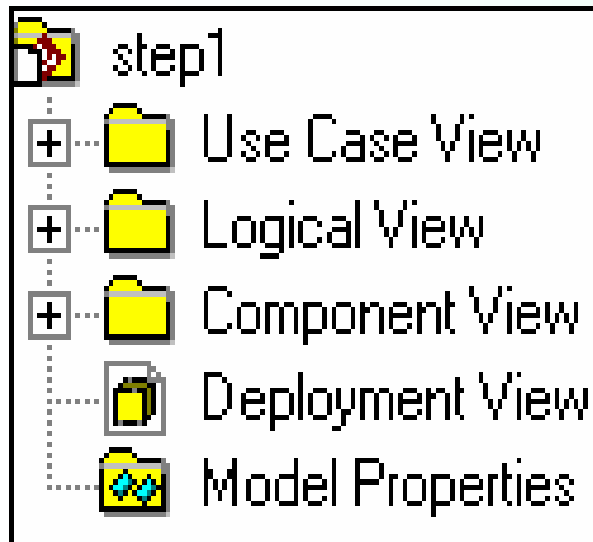 step1
Use Case View
Logical View
Component View
Deployment View
Model Properties